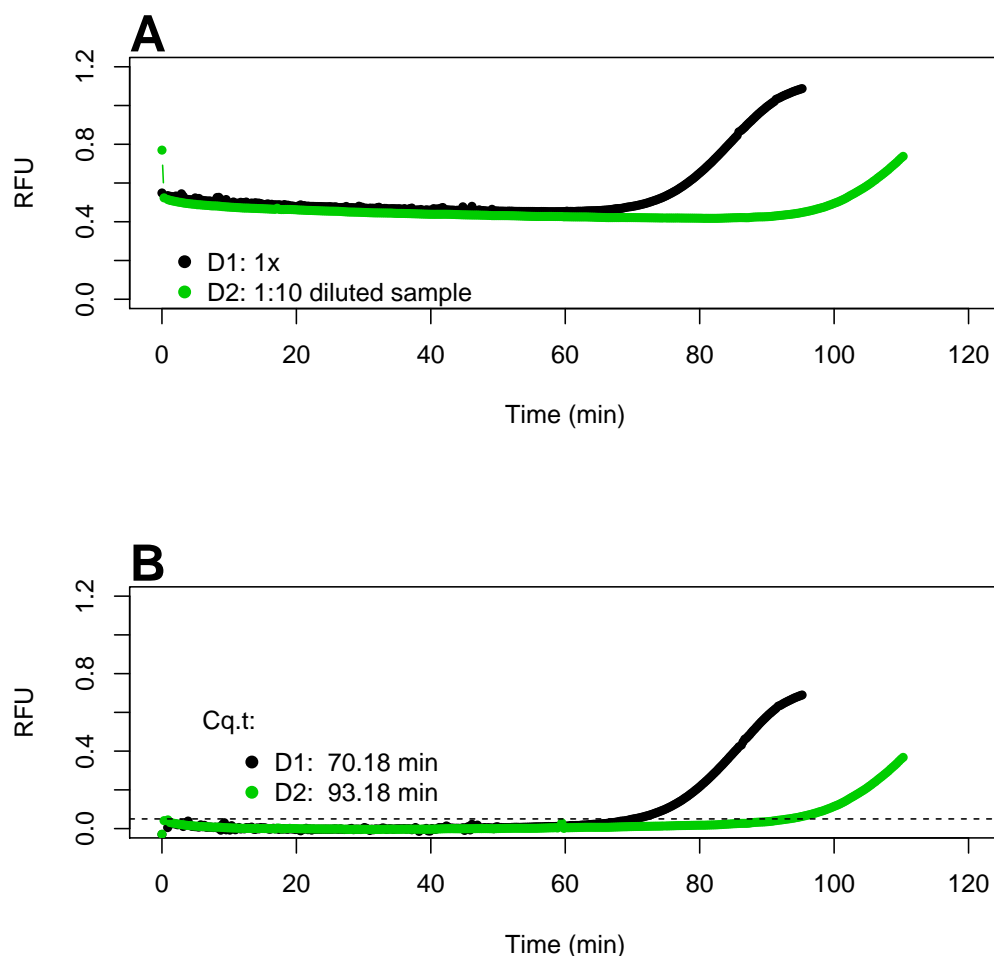 A
RFU
0.0 0.4 0.8 1.2
D1: 1x
D2: 1:10 diluted sample
0 20 40 60 80 100 120
Time (min)
B
RFU
0.0 0.4 0.8 1.2
Cq.t:
D1: 70.18 min
D2: 93.18 min
0 20 40 60 80 100 120
Time (min)